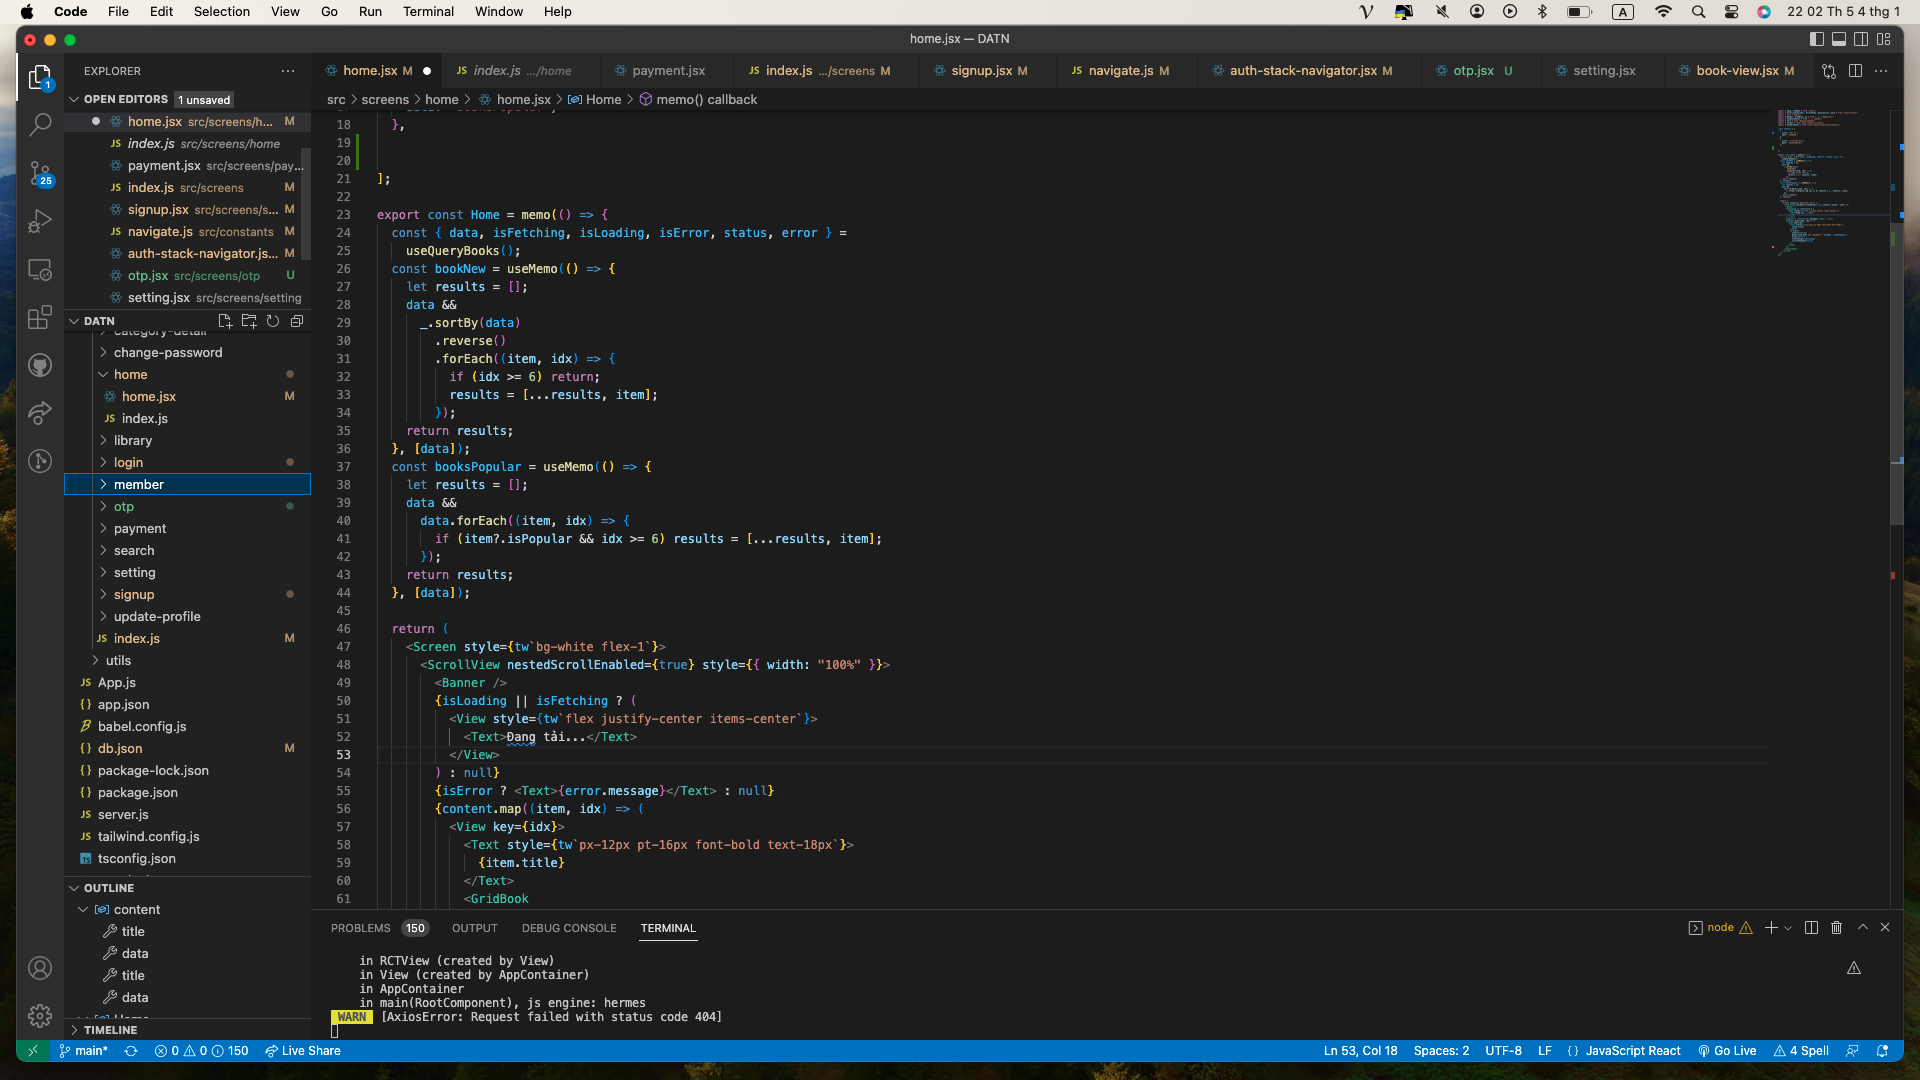 Code File Edit Selection View Go Run Terminal Window Help
A
22 02 Th 5 4 thg 1
home.jsx — DATN
EXPLORER
home.jsx M
index.js .../home
payment.jsx
JS index.js .../screens M
signup.jsx M
JS navigate.js M
auth-stack-navigator.jsx M
otp.jsx U
setting.jsx
book-view.jsx M
1
OPEN EDITORS 1 unsaved
home.jsx src/screens/h... M
JS index.js src/screens/home
payment.jsx src/screens/pay...
JS index.js src/screens M
signup.jsx src/screens/s... M
JS navigate.js src/constants M
auth-stack-navigator.js... M
otp.jsx src/screens/otp U
setting.jsx src/screens/setting
25
DATN
category-detail
change-password
home
home.jsx M
JS index.js
library
login
member
otp
payment
search
setting
signup
update-profile
JS index.js M
utils
JS App.js
{} app.json
babel.config.js
{} db.json M
{} package-lock.json
{} package.json
JS server.js
JS tailwind.config.js
tsconfig.json
OUTLINE
content
title
data
title
data
TIMELINE
src > screens > home > home.jsx > Home > memo() callback
18 },
19
20
21 ];
22
23 export const Home = memo(() => {
24 const { data, isFetching, isLoading, isError, status, error } =
25 useQueryBooks();
26 const bookNew = useMemo(() => {
27 let results = [];
28 data &&
29 _.sortBy(data)
30 .reverse()
31 .forEach((item, idx) => {
32 if (idx >= 6) return;
33 results = [...results, item];
34 });
35 return results;
36 }, [data]);
37 const booksPopular = useMemo(() => {
38 let results = [];
39 data &&
40 data.forEach((item, idx) => {
41 if (item?.isPopular && idx >= 6) results = [...results, item];
42 });
43 return results;
44 }, [data]);
45
46 return (
47 <Screen style={tw`bg-white flex-1`}>
48 <ScrollView nestedScrollEnabled={true} style={{ width: "100%" }}>
49 <Banner />
50 {isLoading || isFetching ? (
51 <View style={tw`flex justify-center items-center`}>
52 <Text>Đang tải...</Text>
53 </View>
54 ) : null}
55 {isError ? <Text>{error.message}</Text> : null}
56 {content.map((item, idx) => (
57 <View key={idx}>
58 <Text style={tw`px-12px pt-16px font-bold text-18px`}>
59 {item.title}
60 </Text>
61 <GridBook
PROBLEMS 150 OUTPUT DEBUG CONSOLE TERMINAL
node
in RCTView (created by View)
in View (created by AppContainer)
in AppContainer
in main(RootComponent), js engine: hermes
WARN [AxiosError: Request failed with status code 404]
main* 0 0 150 Live Share
Ln 53, Col 18 Spaces: 2 UTF-8 LF {} JavaScript React Go Live 4 Spell